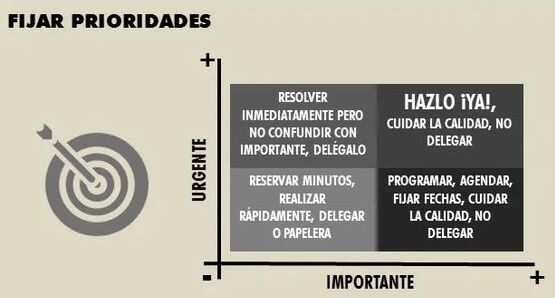 FIJAR PRIORIDADES
+
RESOLVER
INMEDIATAMENTE PERO
NO CONFUNDIR CON
IMPORTANTE, DELÉGALO
HAZLO ¡YA!,
CUIDAR LA CALIDAD, NO
DELEGAR
URGENTE
RESERVAR MINUTOS,
REALIZAR
RÁPIDAMENTE, DELEGAR
O PAPELERA
PROGRAMAR, AGENDAR,
FIJAR FECHAS, CUIDAR
LA CALIDAD, NO
DELEGAR
-
IMPORTANTE
+